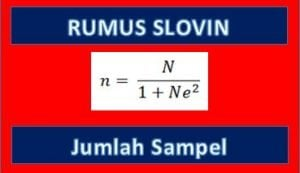 RUMUS SLOVIN
n = N / 1 + Ne²
Jumlah Sampel